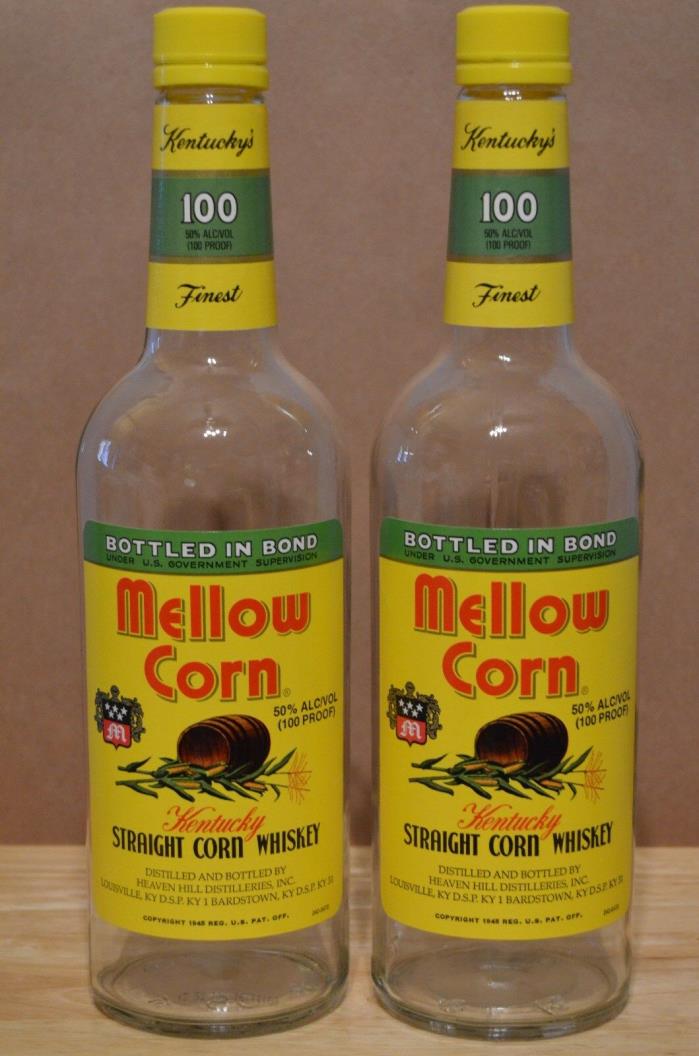 Kentucky's
100
50% ALC/VOL
(100 PROOF)
Finest
BOTTLED IN BOND
UNDER U.S. GOVERNMENT SUPERVISION
Mellow
Corn®
50% ALC/VOL
(100 PROOF)
M
Kentucky
STRAIGHT CORN WHISKEY
DISTILLED AND BOTTLED BY
HEAVEN HILL DISTILLERIES, INC.
LOUISVILLE, KY D.S.P. KY 1 BARDSTOWN, KY D.S.P. KY 31
COPYRIGHT 1945 REG. U.S. PAT. OFF.
Kentucky's
100
50% ALC/VOL
(100 PROOF)
Finest
BOTTLED IN BOND
UNDER U.S. GOVERNMENT SUPERVISION
Mellow
Corn®
50% ALC/VOL
(100 PROOF)
M
Kentucky
STRAIGHT CORN WHISKEY
DISTILLED AND BOTTLED BY
HEAVEN HILL DISTILLERIES, INC.
LOUISVILLE, KY D.S.P. KY 1 BARDSTOWN, KY D.S.P. KY 31
COPYRIGHT 1945 REG. U.S. PAT. OFF.